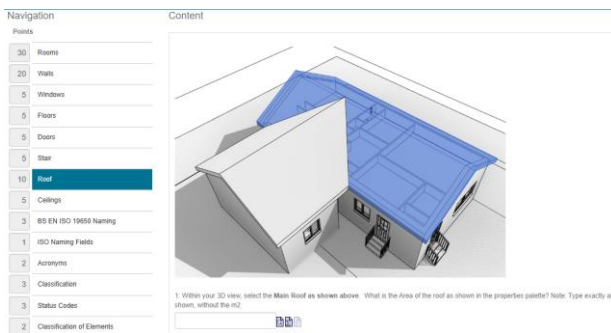 Navigation
Content
Points
30 Rooms
20 Walls
5 Windows
5 Floors
5 Doors
5 Stair
10 Roof
5 Ceilings
3 BS EN ISO 19650 Naming
1 ISO Naming Fields
2 Acronyms
3 Classification
3 Status Codes
2 Classification of Elements
1: Within your 3D view, select the Main Roof as shown above. What is the Area of the roof as shown in the properties palette? Note: Type exactly a
shown, without the m2.